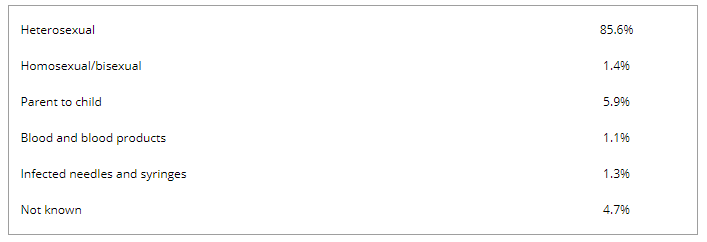 Heterosexual 85.6%
Homosexual/bisexual 1.4%
Parent to child 5.9%
Blood and blood products 1.1%
Infected needles and syringes 1.3%
Not known 4.7%